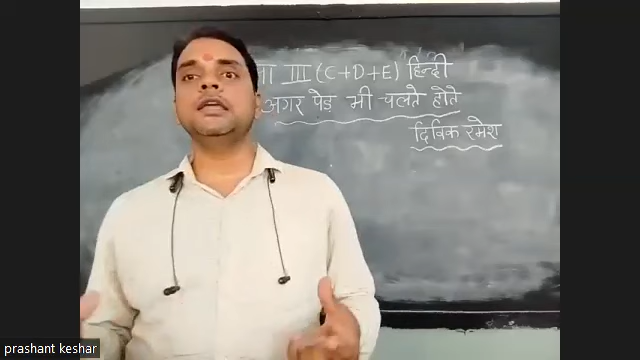 III (C+D+E) हिन्दी
अगर पेड़ भी चलते होते
दिविक रमेश
prashant keshar